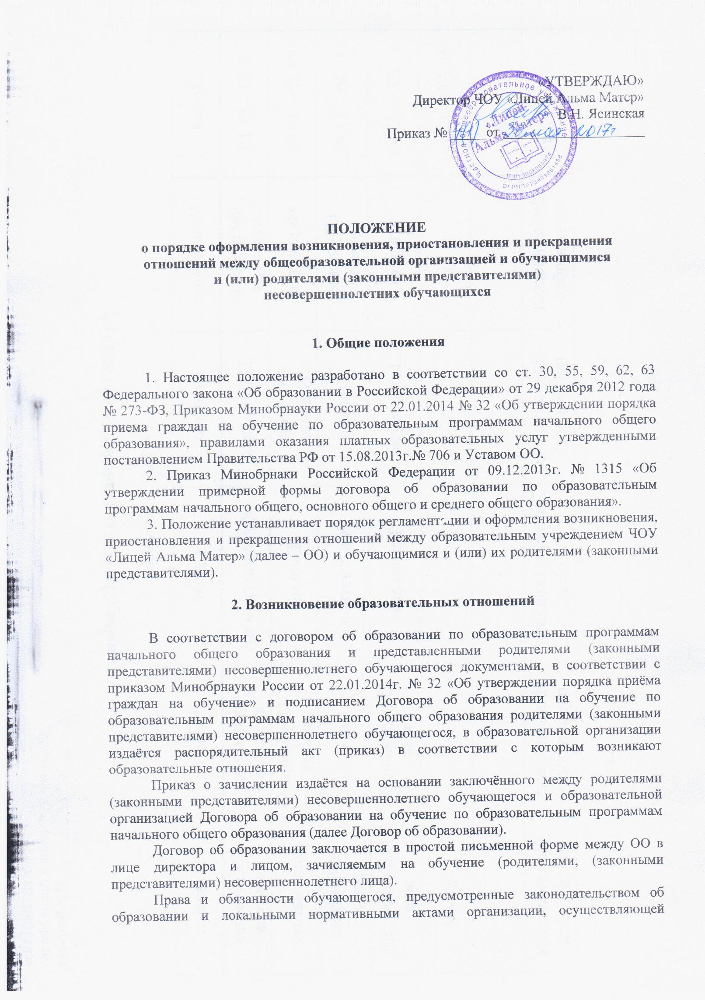 «УТВЕРЖДАЮ»
Директор ЧОУ «Лицей Альма Матер»
В.Н. Ясинская
Приказ № от 30 мая 2017г
Частное общеобразовательное учреждение
«Лицей
Альма Матер»
ИНН 3908001974
ОГРН 1023901861488
ПОЛОЖЕНИЕ
о порядке оформления возникновения, приостановления и прекращения
отношений между общеобразовательной организацией и обучающимися
и (или) родителями (законными представителями)
несовершеннолетних обучающихся
1. Общие положения
1. Настоящее положение разработано в соответствии со ст. 30, 55, 59, 62, 63
Федерального закона «Об образовании в Российской Федерации» от 29 декабря 2012 года
№ 273-ФЗ, Приказом Минобрнауки России от 22.01.2014 № 32 «Об утверждении порядка
приема граждан на обучение по образовательным программам начального общего
образования», правилами оказания платных образовательных услуг утвержденными
постановлением Правительства РФ от 15.08.2013г.№ 706 и Уставом ОО.
2. Приказ Минобрнаки Российской Федерации от 09.12.2013г. № 1315 «Об
утверждении примерной формы договора об образовании по образовательным
программам начального общего, основного общего и среднего общего образования».
3. Положение устанавливает порядок регламентации и оформления возникновения,
приостановления и прекращения отношений между образовательным учреждением ЧОУ
«Лицей Альма Матер» (далее – ОО) и обучающимися и (или) их родителями (законными
представителями).
2. Возникновение образовательных отношений
В соответствии с договором об образовании по образовательным программам
начального общего образования и представленными родителями (законными
представителями) несовершеннолетнего обучающегося документами, в соответствии с
приказом Минобрнауки России от 22.01.2014г. № 32 «Об утверждении порядка приёма
граждан на обучение» и подписанием Договора об образовании на обучение по
образовательным программам начального общего образования родителями (законными
представителями) несовершеннолетнего обучающегося, в образовательной организации
издаётся распорядительный акт (приказ) в соответствии с которым возникают
образовательные отношения.
Приказ о зачислении издаётся на основании заключённого между родителями
(законными представителями) несовершеннолетнего обучающегося и образовательной
организацией Договора об образовании на обучение по образовательным программам
начального общего образования (далее Договор об образовании).
Договор об образовании заключается в простой письменной форме между ОО в
лице директора и лицом, зачисляемым на обучение (родителями, (законными
представителями) несовершеннолетнего лица).
Права и обязанности обучающегося, предусмотренные законодательством об
образовании и локальными нормативными актами организации, осуществляющей